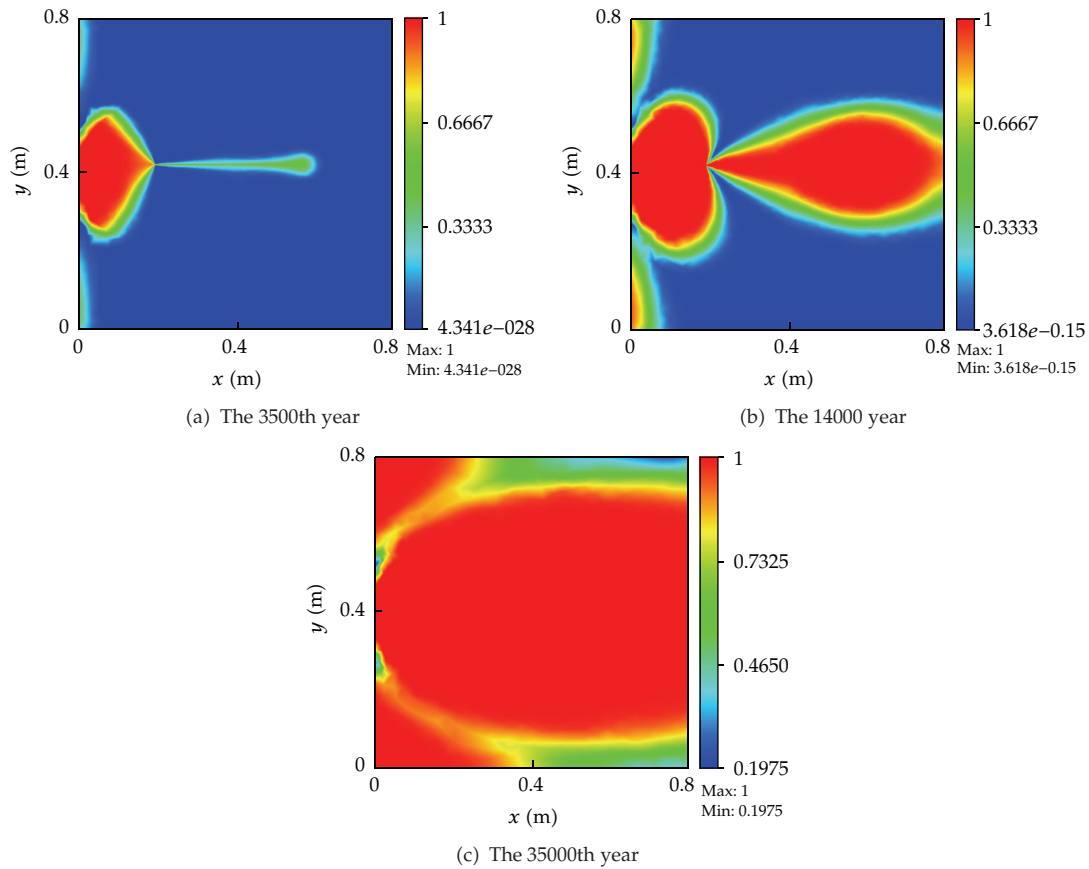 0.8
0.4
0
y (m)
0
0.4
0.8
x (m)
1
0.6667
0.3333
4.341e−028
Max: 1
Min: 4.341e−028
(a) The 3500th year
0.8
0.4
0
y (m)
0
0.4
0.8
x (m)
1
0.6667
0.3333
3.618e−0.15
Max: 1
Min: 3.618e−0.15
(b) The 14000 year
0.8
0.4
0
y (m)
0
0.4
0.8
x (m)
1
0.7325
0.4650
0.1975
Max: 1
Min: 0.1975
(c) The 35000th year